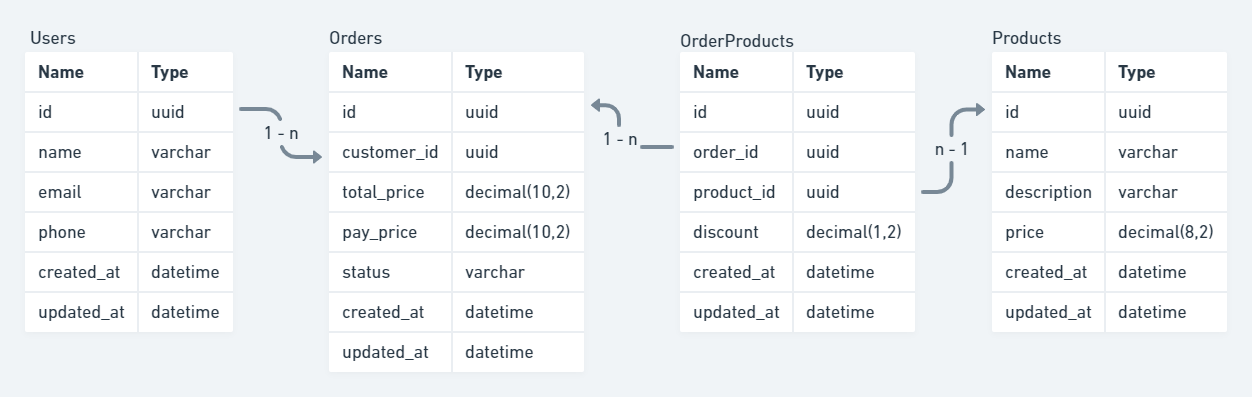 Users
Name Type
id uuid
name varchar
email varchar
phone varchar
created_at datetime
updated_at datetime
1 - n
Orders
Name Type
id uuid
customer_id uuid
total_price decimal(10,2)
pay_price decimal(10,2)
status varchar
created_at datetime
updated_at datetime
1 - n
OrderProducts
Name Type
id uuid
order_id uuid
product_id uuid
discount decimal(1,2)
created_at datetime
updated_at datetime
n - 1
Products
Name Type
id uuid
name varchar
description varchar
price decimal(8,2)
created_at datetime
updated_at datetime